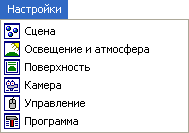 Настройки
Сцена
Освещение и атмосфера
Поверхность
Камера
Управление
Программа